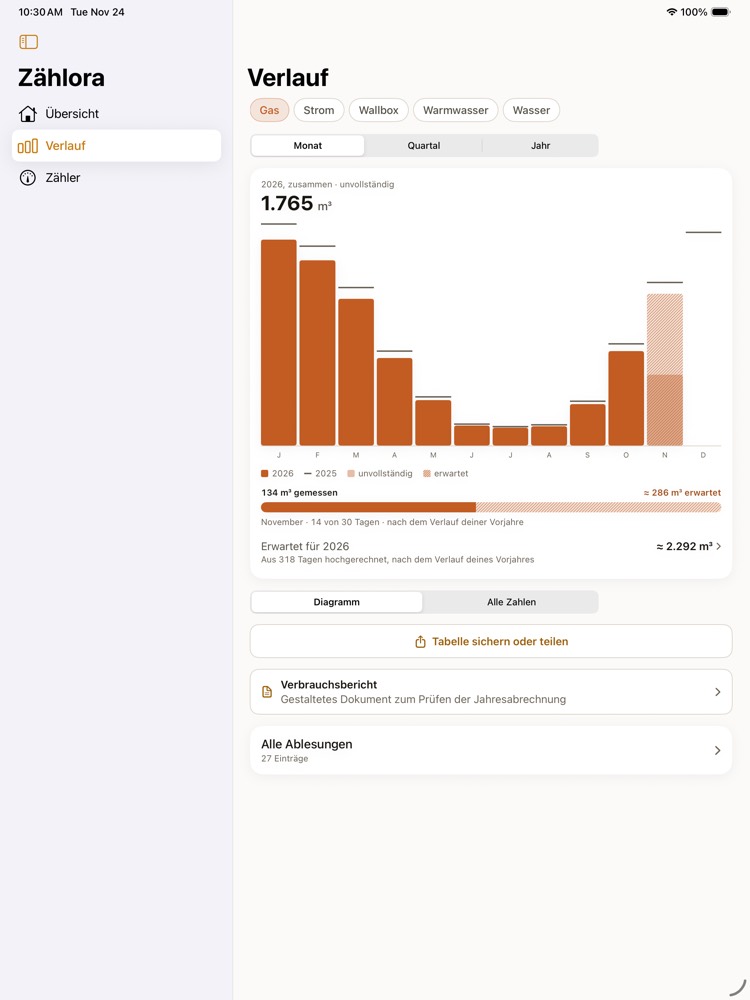 10:30 AM Tue Nov 24
100%
Zählora
Übersicht
Verlauf
Zähler
Verlauf
Gas Strom Wallbox Warmwasser Wasser
Monat Quartal Jahr
2026, zusammen · unvollständig
1.765 m³
J F M A M J J A S O N D
2026 2025 unvollständig erwartet
134 m³ gemessen ≈ 286 m³ erwartet
November · 14 von 30 Tagen · nach dem Verlauf deiner Vorjahre
Erwartet für 2026 ≈ 2.292 m³
Aus 318 Tagen hochgerechnet, nach dem Verlauf deines Vorjahres
Diagramm Alle Zahlen
Tabelle sichern oder teilen
Verbrauchsbericht
Gestaltetes Dokument zum Prüfen der Jahresabrechnung
Alle Ablesungen
27 Einträge